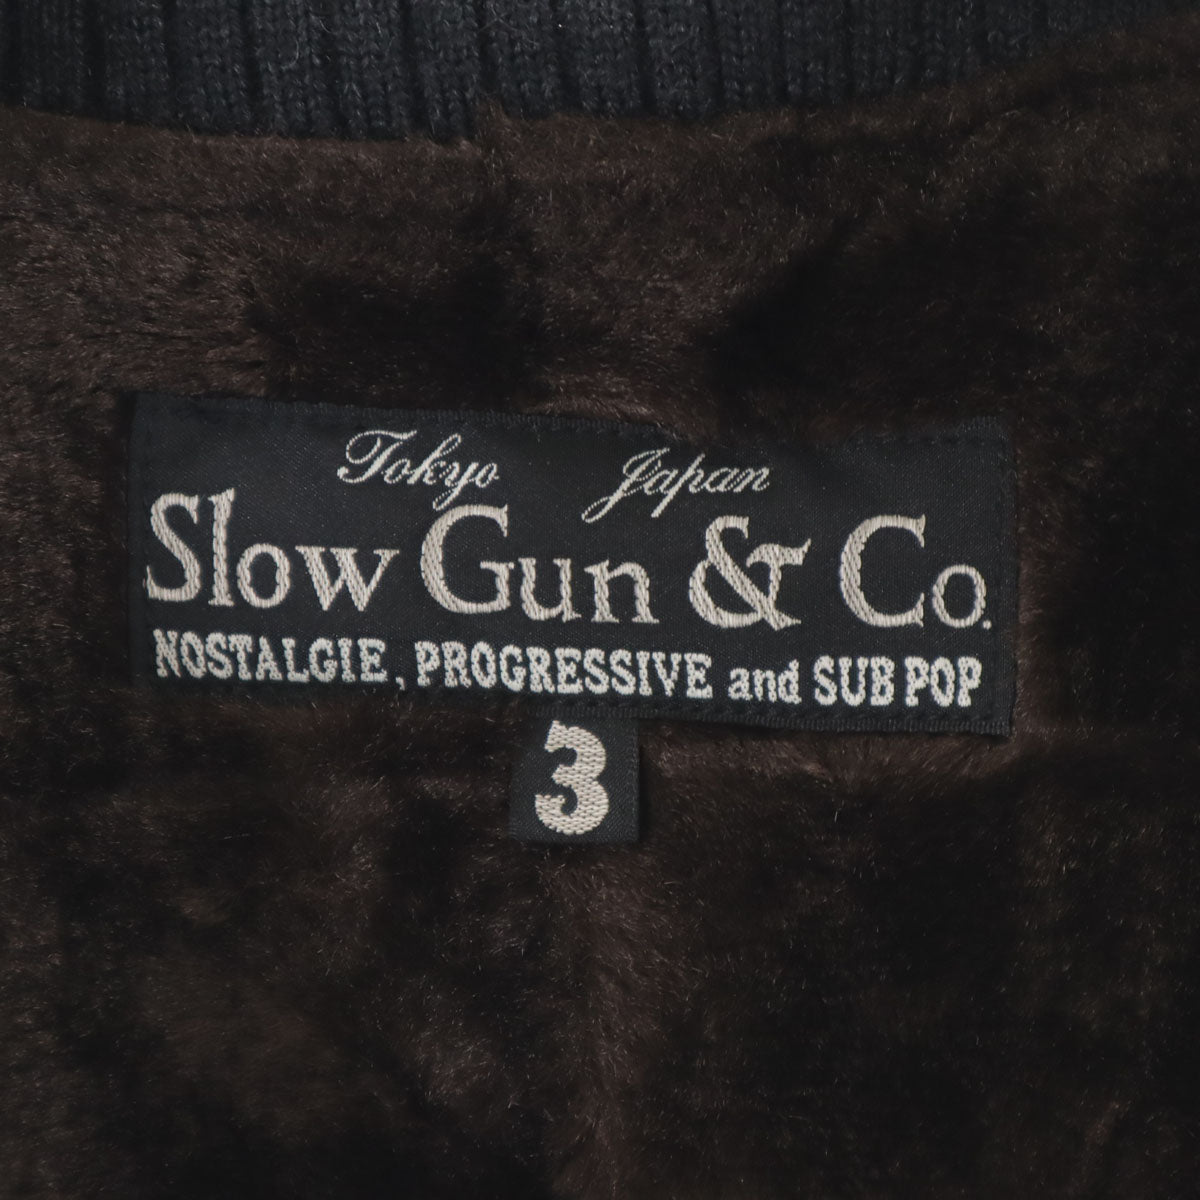 Tokyo Japan
Slow Gun & Co.
NOSTALGIE, PROGRESSIVE and SUB POP
3